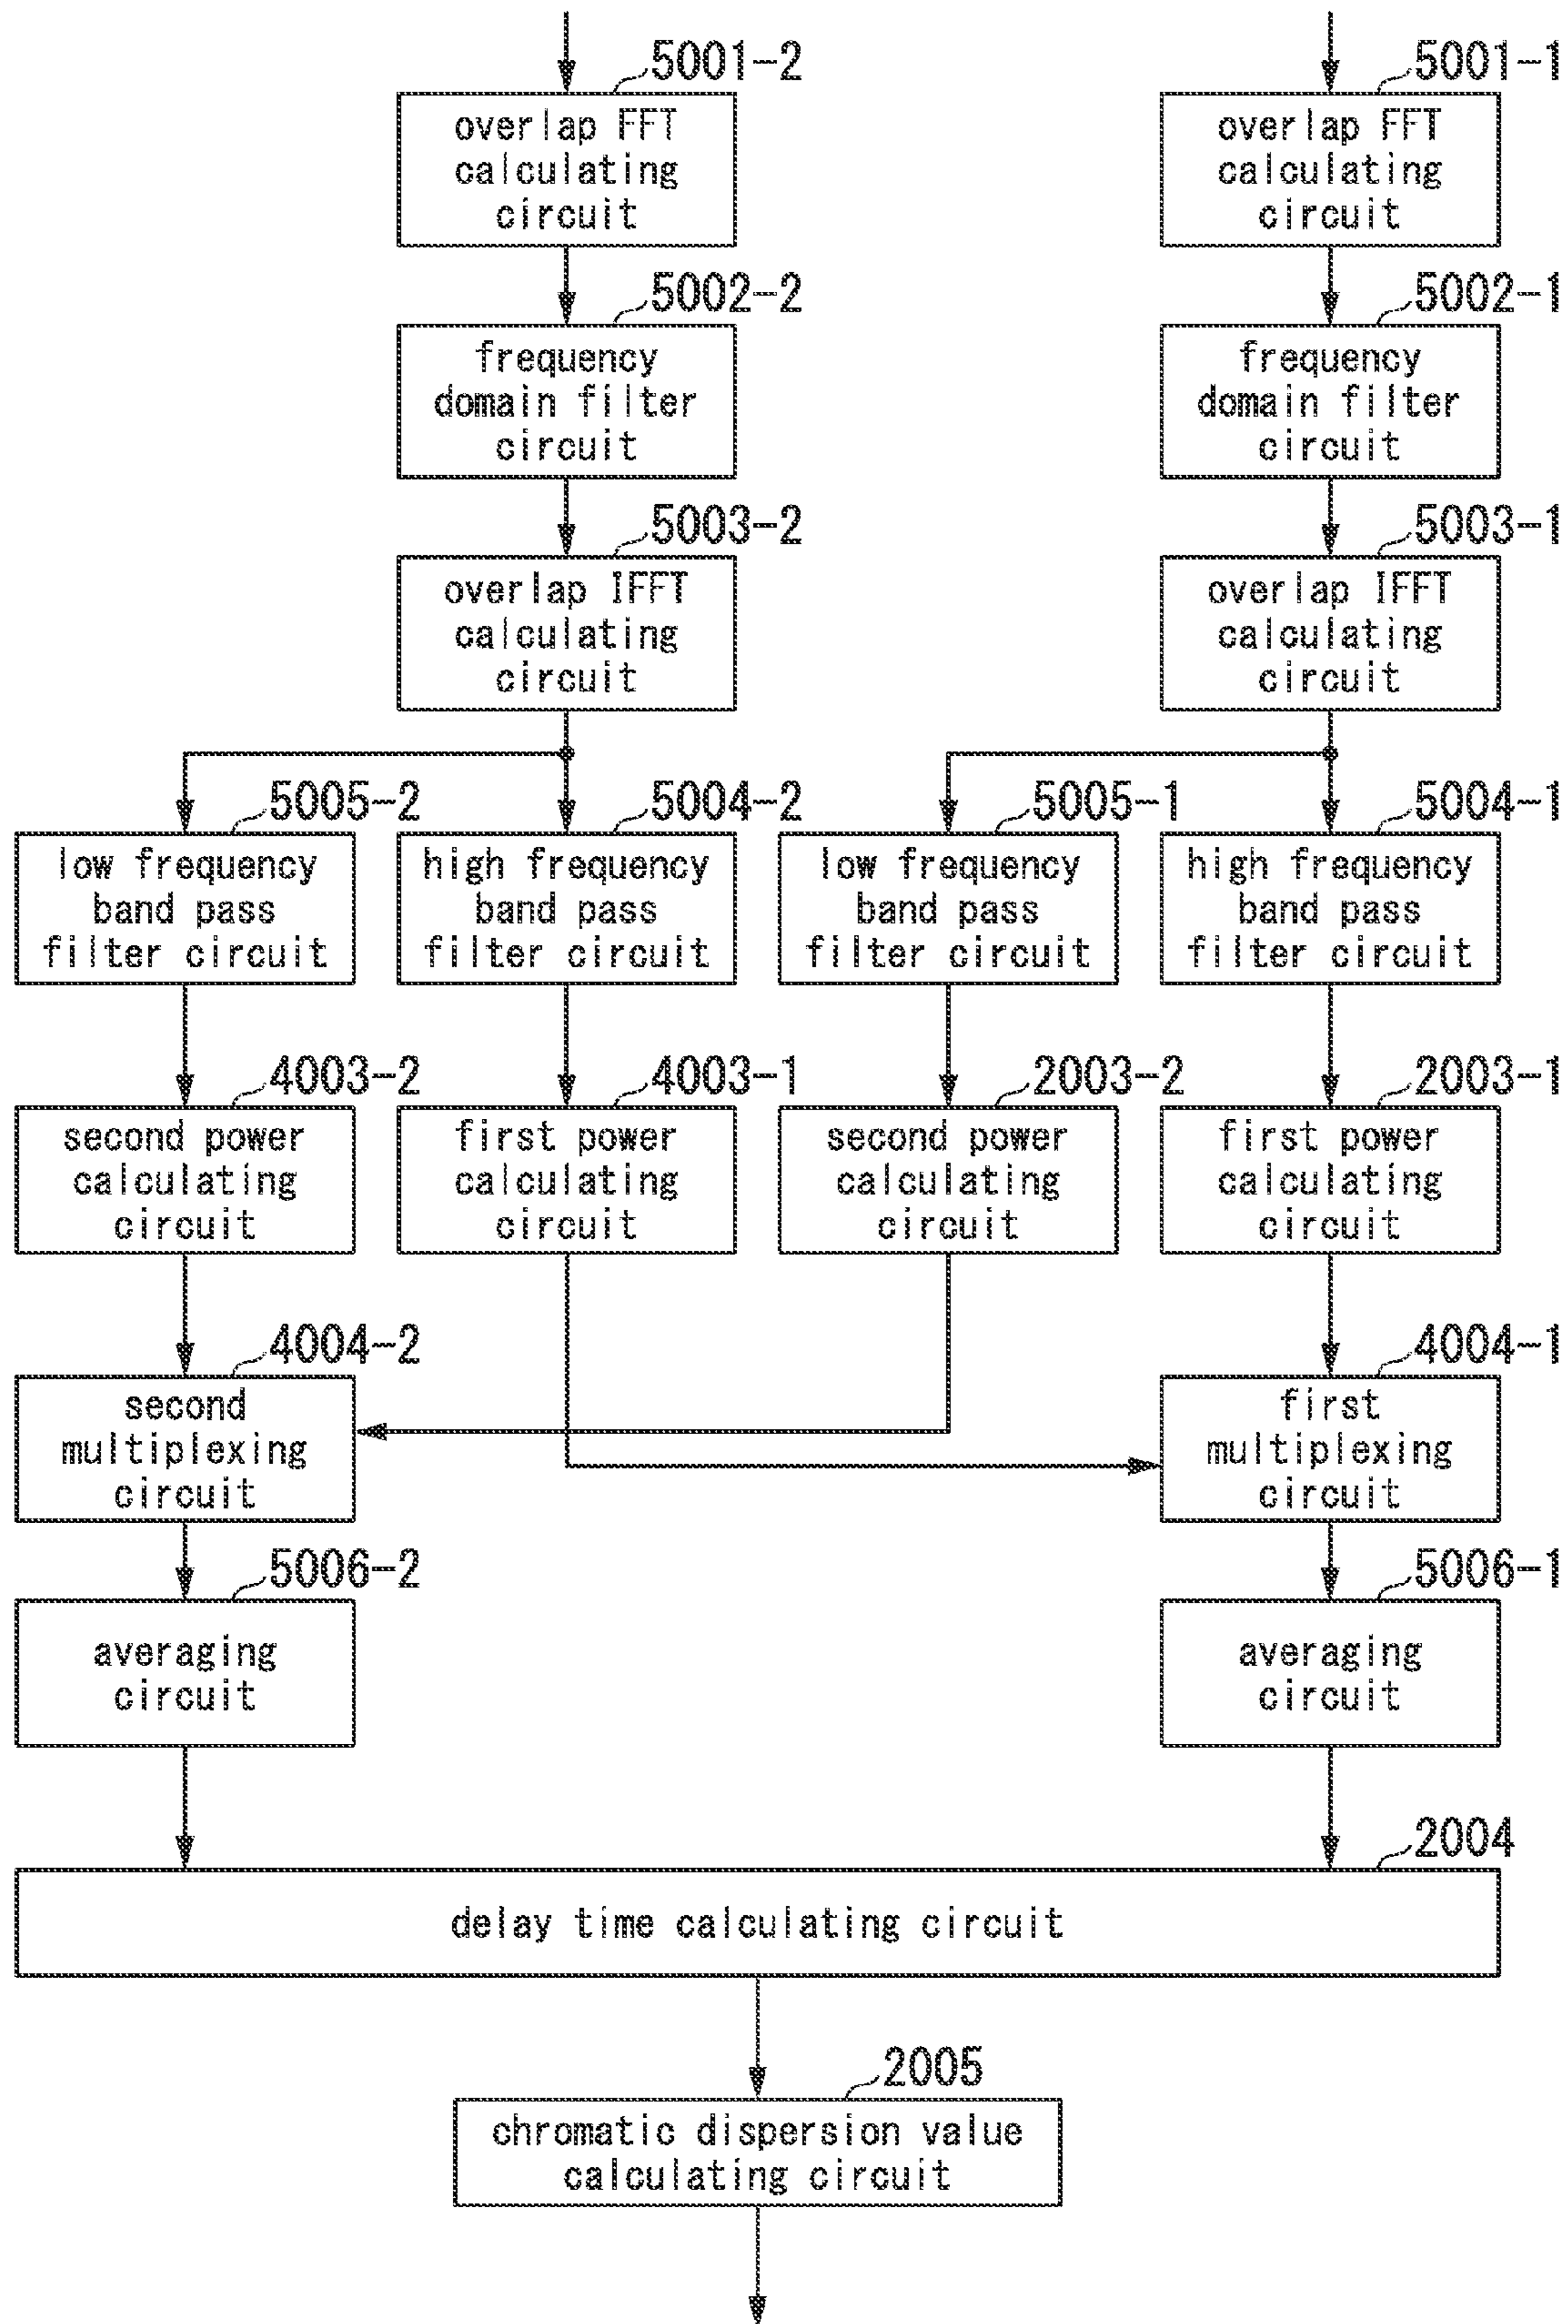 5001-2
5001-1
overlap FFT
calculating
circuit
overlap FFT
calculating
circuit
5002-2
5002-1
frequency
domain filter
circuit
frequency
domain filter
circuit
5003-2
5003-1
overlap IFFT
calculating
circuit
overlap IFFT
calculating
circuit
5005-2
5004-2
5005-1
5004-1
low frequency
band pass
filter circuit
high frequency
band pass
filter circuit
low frequency
band pass
filter circuit
high frequency
band pass
filter circuit
4003-2
4003-1
2003-2
2003-1
second power
calculating
circuit
first power
calculating
circuit
second power
calculating
circuit
first power
calculating
circuit
4004-2
4004-1
second
multiplexing
circuit
first
multiplexing
circuit
5006-2
5006-1
averaging
circuit
averaging
circuit
2004
delay time calculating circuit
2005
chromatic dispersion value
calculating circuit